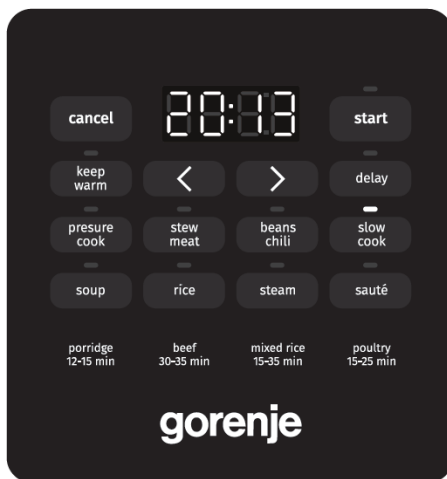 20:13
cancel
start
keep
warm
<
>
delay
presure
cook
stew
meat
beans
chili
slow
cook
soup
rice
steam
sauté
porridge
12-15 min
beef
30-35 min
mixed rice
15-35 min
poultry
15-25 min
gorenje